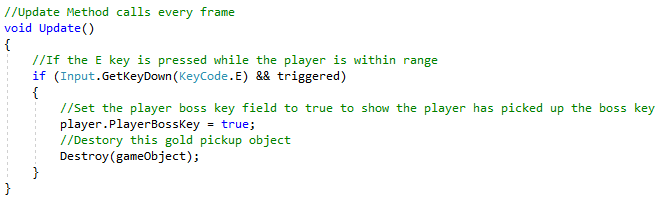 //Update Method calls every frame
void Update()
{
//If the E key is pressed while the player is within range
if (Input.GetKeyDown(KeyCode.E) && triggered)
{
//Set the player boss key field to true to show the player has picked up the boss key
player.PlayerBossKey = true;
//Destory this gold pickup object
Destroy(gameObject);
}
}